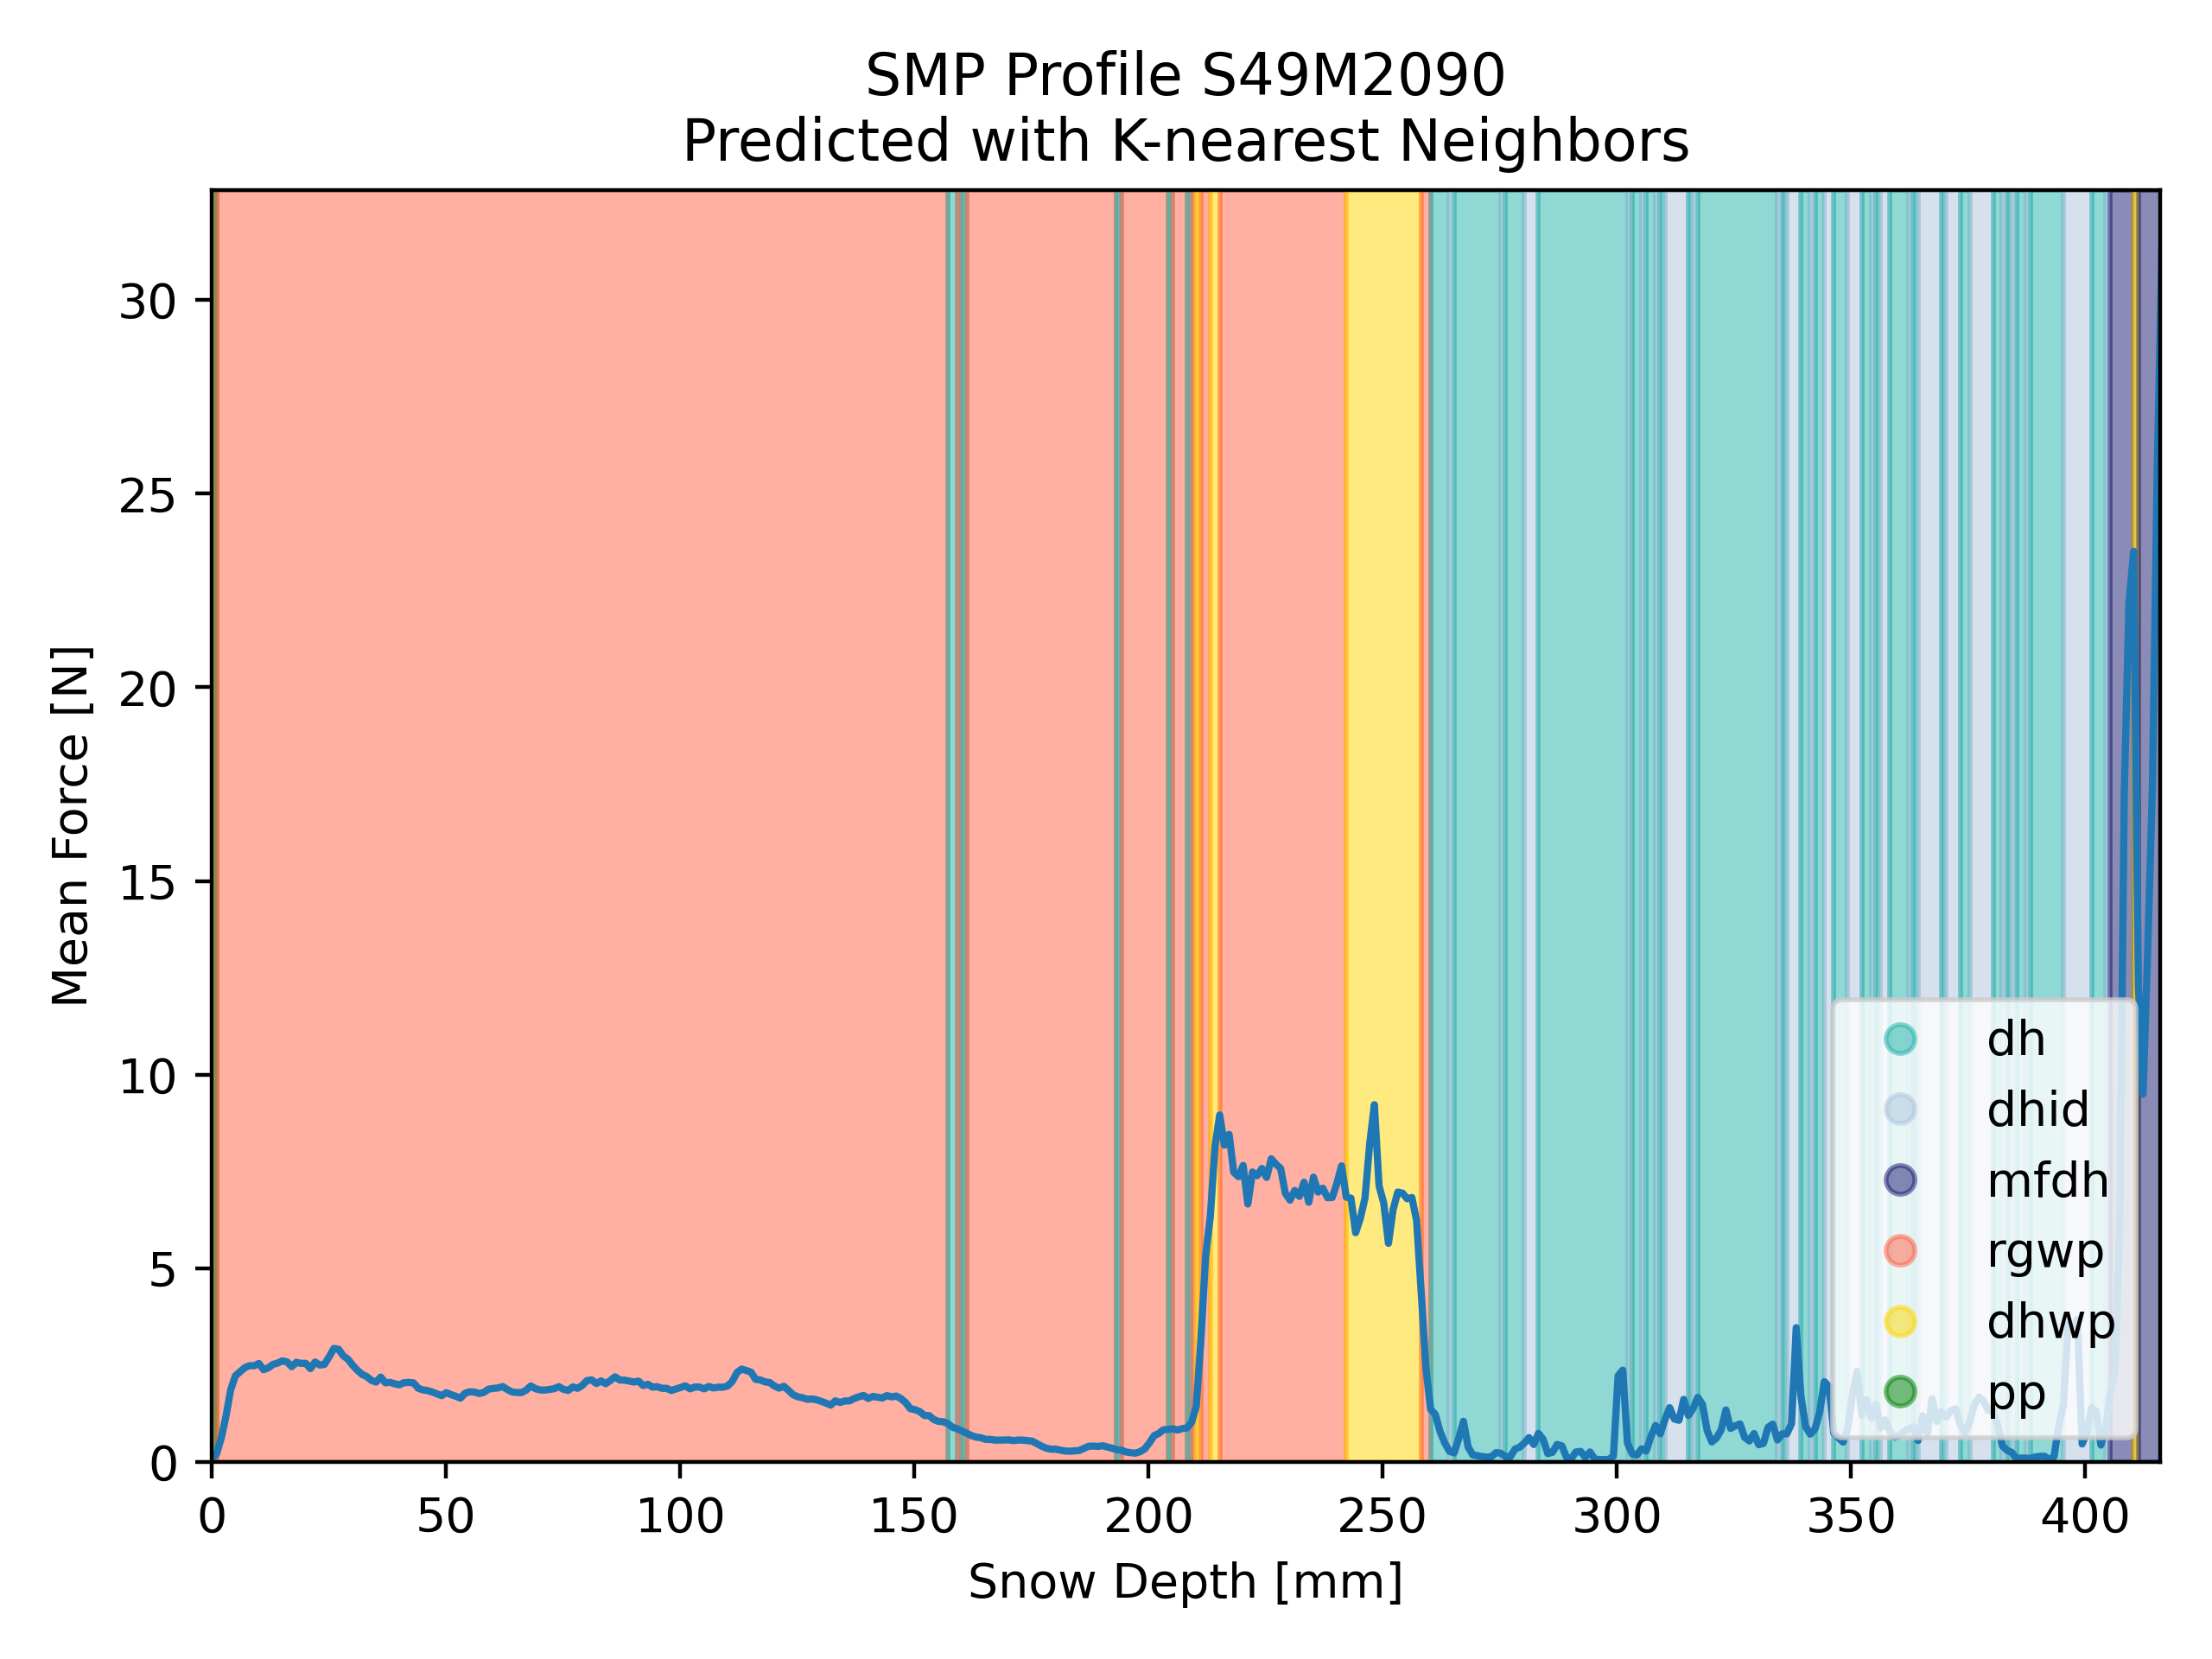 SMP Profile S49M2090
Predicted with K-nearest Neighbors
Mean Force [N]
30
25
20
15
10
5
0
dh
dhid
mfdh
rgwp
dhwp
pp
0 50 100 150 200 250 300 350 400
Snow Depth [mm]